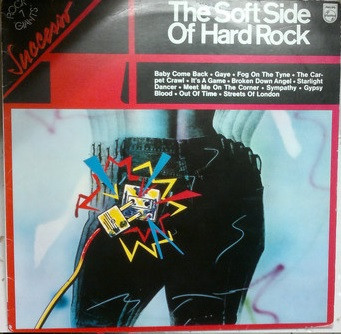 ROCK
GIANTS
Successo
The Soft Side
Of Hard Rock
PHILIPS
Baby Come Back • Gaye • Fog On The Tyne • The Car-
pet Crawl • It's A Game • Broken Down Angel • Starlight
Dancer • Meet Me On The Corner • Sympathy • Gypsy
Blood • Out Of Time • Streets Of London